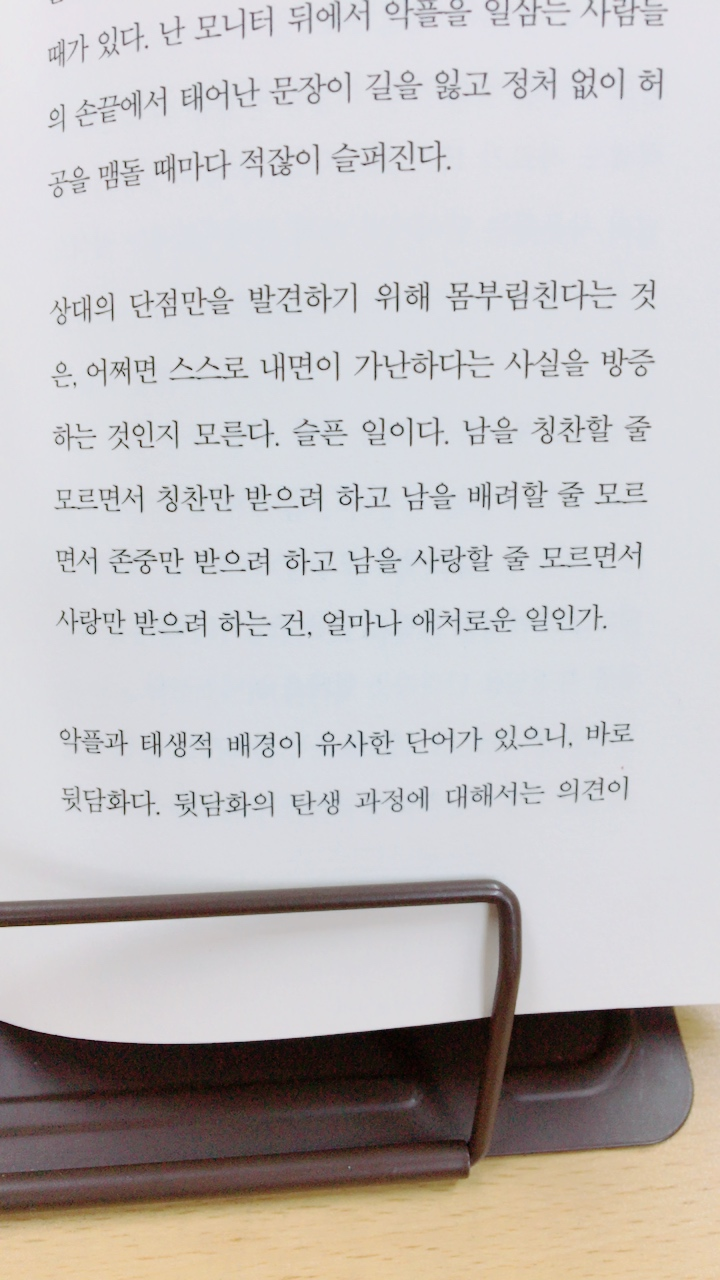 때가 있다. 난 모니터 뒤에서 악플을 일삼는 사람들
의 손끝에서 태어난 문장이 길을 잃고 정처 없이 허
공을 맴돌 때마다 적잖이 슬퍼진다.
상대의 단점만을 발견하기 위해 몸부림친다는 것
은, 어쩌면 스스로 내면이 가난하다는 사실을 방증
하는 것인지 모른다. 슬픈 일이다. 남을 칭찬할 줄
모르면서 칭찬만 받으려 하고 남을 배려할 줄 모르
면서 존중만 받으려 하고 남을 사랑할 줄 모르면서
사랑만 받으려 하는 건, 얼마나 애처로운 일인가.
악플과 태생적 배경이 유사한 단어가 있으니, 바로
뒷담화다. 뒷담화의 탄생 과정에 대해서는 의견이